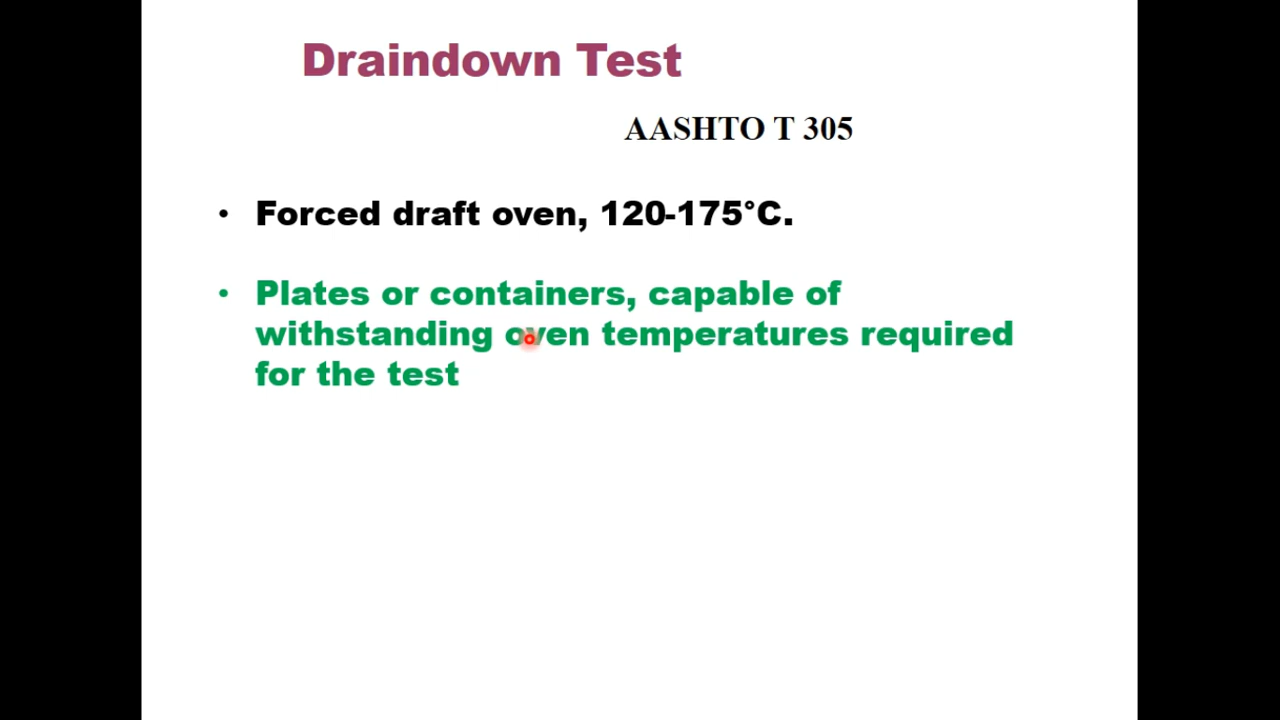 Draindown Test
AASHTO T 305
• Forced draft oven, 120-175°C.
• Plates or containers, capable of
withstanding oven temperatures required
for the test